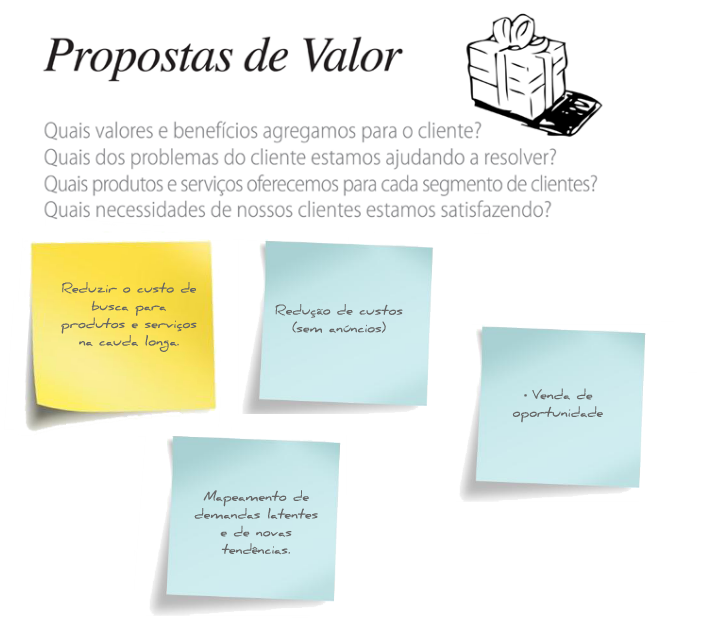 Propostas de Valor
Quais valores e benefícios agregamos para o cliente?
Quais dos problemas do cliente estamos ajudando a resolver?
Quais produtos e serviços oferecemos para cada segmento de clientes?
Quais necessidades de nossos clientes estamos satisfazendo?
Reduzir o custo de
busca para
produtos e serviços
na cauda longa.
Redução de custos
(sem anúncios)
• Venda de
oportunidade
Mapeamento de
demandas latentes
e de novas
tendências.